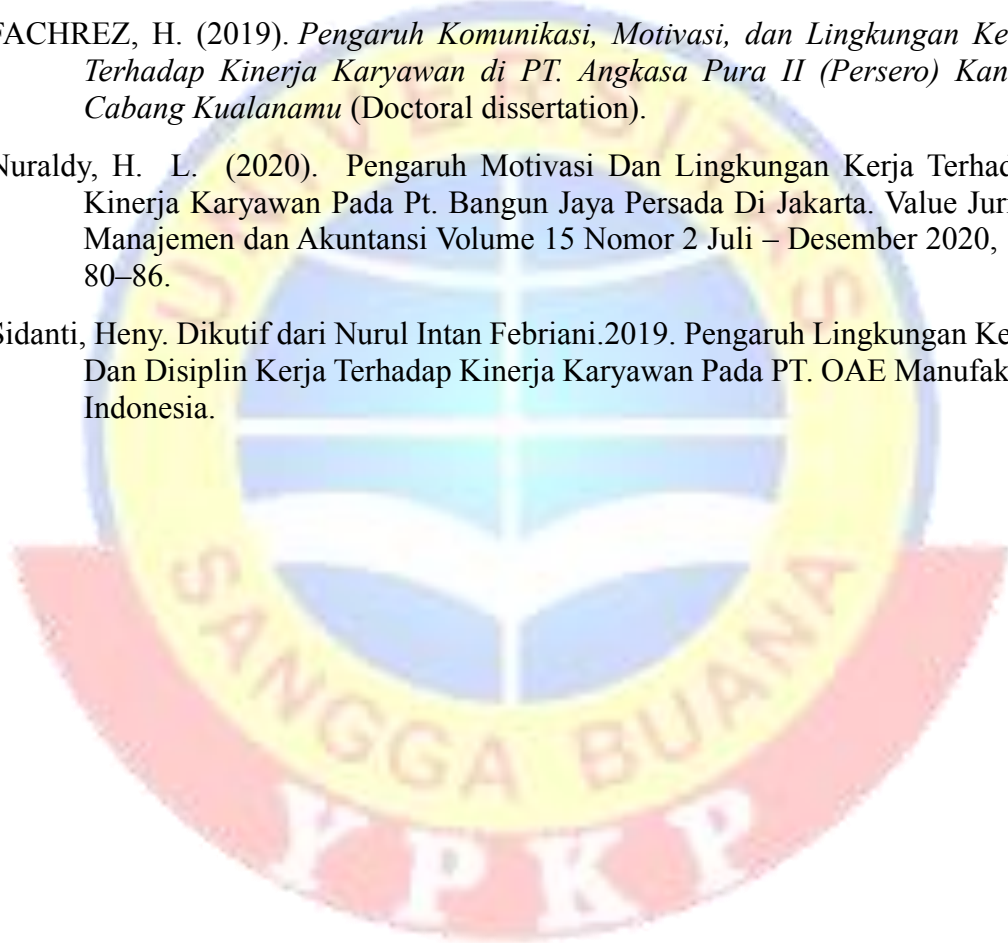 FACHREZ, H. (2019). Pengaruh Komunikasi, Motivasi, dan Lingkungan Ke
Terhadap Kinerja Karyawan di PT. Angkasa Pura II (Persero) Kan
Cabang Kualanamu (Doctoral dissertation).
Nuraldy, H. L. (2020). Pengaruh Motivasi Dan Lingkungan Kerja Terhad
Kinerja Karyawan Pada Pt. Bangun Jaya Persada Di Jakarta. Value Jur
Manajemen dan Akuntansi Volume 15 Nomor 2 Juli – Desember 2020,
80–86.
Sidanti, Heny. Dikutif dari Nurul Intan Febriani.2019. Pengaruh Lingkungan Ke
Dan Disiplin Kerja Terhadap Kinerja Karyawan Pada PT. OAE Manufak
Indonesia.
UNIVERSITAS
SANGGA BUANA
YPKP